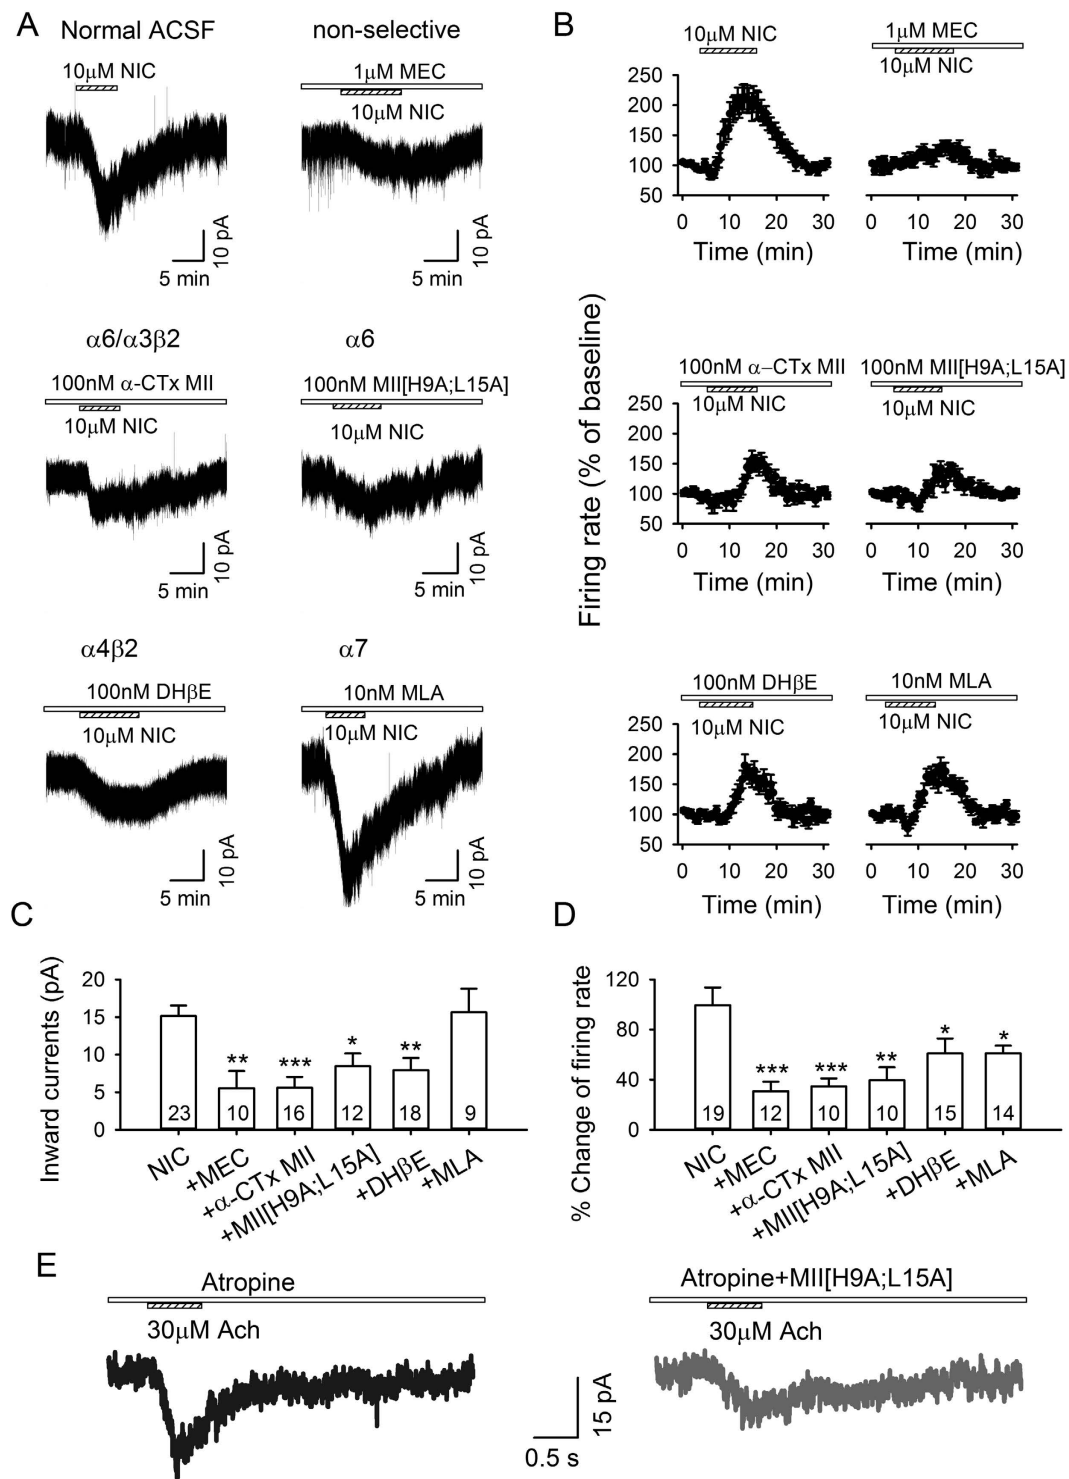 A
Normal ACSF
non-selective
10μM NIC
1μM MEC
10μM NIC
10 pA
5 min
10 pA
5 min
α6/α3β2
α6
100nM α-CTx MII
100nM MII[H9A;L15A]
10μM NIC
10μM NIC
10 pA
5 min
10 pA
5 min
α4β2
α7
100nM DHβE
10nM MLA
10μM NIC
10μM NIC
10 pA
5 min
10 pA
5 min
B
10μM NIC
1μM MEC
10μM NIC
250
200
150
100
50
0 10 20 30
0 10 20 30
Time (min)
Time (min)
Firing rate (% of baseline)
100nM α–CTx MII
100nM MII[H9A;L15A]
10μM NIC
10μM NIC
250
200
150
100
50
0 10 20 30
0 10 20 30
Time (min)
Time (min)
100nM DHβE
10nM MLA
10μM NIC
10μM NIC
250
200
150
100
50
0 10 20 30
0 10 20 30
Time (min)
Time (min)
C
Inward currents (pA)
20
15
10
5
0
** *** * **
23 10 16 12 18 9
NIC
+MEC
+α-CTx MII
+MII[H9A;L15A]
+DHβE
+MLA
D
% Change of firing rate
120
80
40
0
*** *** ** * *
19 12 10 10 15 14
NIC
+MEC
+α-CTx MII
+MII[H9A;L15A]
+DHβE
+MLA
E
Atropine
30μM Ach
Atropine+MII[H9A;L15A]
30μM Ach
15 pA
0.5 s